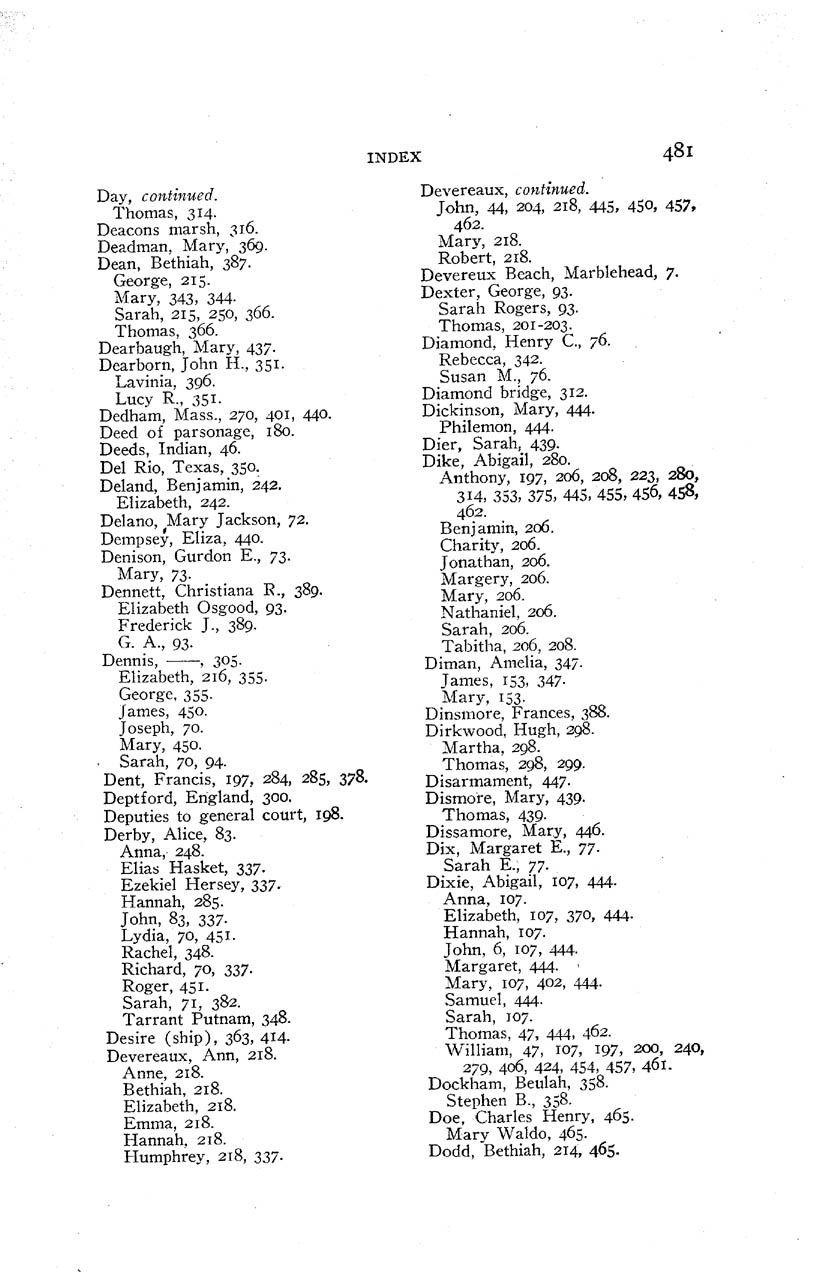 INDEX 481
Day, continued.
Thomas, 314.
Deacons marsh, 316.
Deadman, Mary, 369.
Dean, Bethiah, 387.
George, 215.
Mary, 343, 344.
Sarah, 215, 250, 366.
Thomas, 366.
Dearbaugh, Mary, 437.
Dearborn, John H., 351.
Lavinia, 396.
Lucy R., 351.
Dedham, Mass., 270, 401, 440.
Deed of parsonage, 180.
Deeds, Indian, 46.
Del Rio, Texas, 350.
Deland, Benjamin, 242.
Elizabeth, 242.
Delano, Mary Jackson, 72.
Dempsey, Eliza, 440.
Denison, Gurdon E., 73.
Mary, 73.
Dennett, Christiana R., 389.
Elizabeth Osgood, 93.
Frederick J., 389.
G. A., 93.
Dennis, ——, 305.
Elizabeth, 216, 355.
George, 355.
James, 450.
Joseph, 70.
Mary, 450.
Sarah, 70, 94.
Dent, Francis, 197, 284, 285, 378.
Deptford, England, 300.
Deputies to general court, 198.
Derby, Alice, 83.
Anna, 248.
Elias Hasket, 337.
Ezekiel Hersey, 337.
Hannah, 285.
John, 83, 337.
Lydia, 70, 451.
Rachel, 348.
Richard, 70, 337.
Roger, 451.
Sarah, 71, 382.
Tarrant Putnam, 348.
Desire (ship), 363, 414.
Devereaux, Ann, 218.
Anne, 218.
Bethiah, 218.
Elizabeth, 218.
Emma, 218.
Hannah, 218.
Humphrey, 218, 337.
Devereaux, continued.
John, 44, 204, 218, 445, 450, 457,
462.
Mary, 218.
Robert, 218.
Devereux Beach, Marblehead, 7.
Dexter, George, 93.
Sarah Rogers, 93.
Thomas, 201-203.
Diamond, Henry C., 76.
Rebecca, 342.
Susan M., 76.
Diamond bridge, 312.
Dickinson, Mary, 444.
Philemon, 444.
Dier, Sarah, 439.
Dike, Abigail, 280.
Anthony, 197, 206, 208, 223, 280,
314, 353, 375, 445, 455, 456, 458,
462.
Benjamin, 206.
Charity, 206.
Jonathan, 206.
Margery, 206.
Mary, 206.
Nathaniel, 206.
Sarah, 206.
Tabitha, 206, 208.
Diman, Amelia, 347.
James, 153, 347.
Mary, 153.
Dinsmore, Frances, 388.
Dirkwood, Hugh, 298.
Martha, 298.
Thomas, 298, 299.
Disarmament, 447.
Dismore, Mary, 439.
Thomas, 439.
Dissamore, Mary, 446.
Dix, Margaret E., 77.
Sarah E., 77.
Dixie, Abigail, 107, 444.
Anna, 107.
Elizabeth, 107, 370, 444.
Hannah, 107.
John, 6, 107, 444.
Margaret, 444.
Mary, 107, 402, 444.
Samuel, 444.
Sarah, 107.
Thomas, 47, 444, 462.
William, 47, 107, 197, 200, 240,
279, 406, 424, 454, 457, 461.
Dockham, Beulah, 358.
Stephen B., 358.
Doe, Charles Henry, 465.
Mary Waldo, 465.
Dodd, Bethiah, 214, 465.